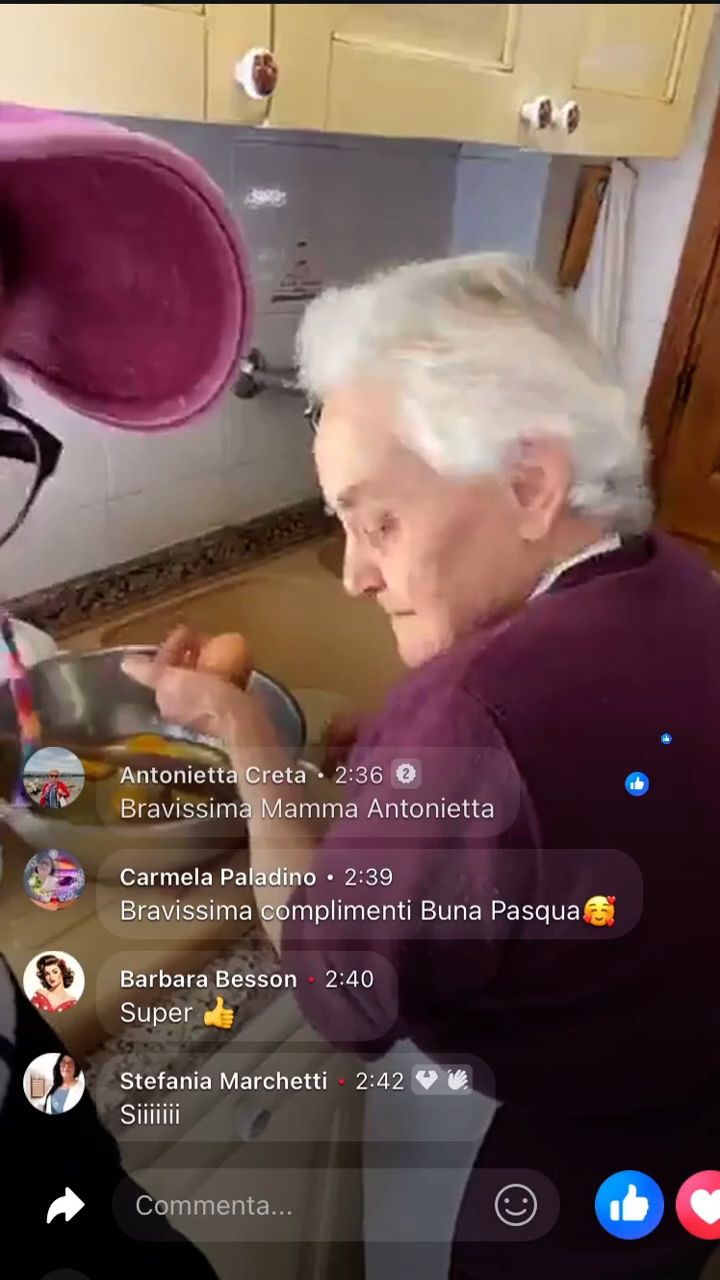 Antonietta Creta • 2:36 2
Bravissima Mamma Antonietta
Carmela Paladino • 2:39
Bravissima complimenti Buna Pasqua🥰
Barbara Besson • 2:40
Super 👍
Stefania Marchetti • 2:42
Siiiiiii
Commenta...